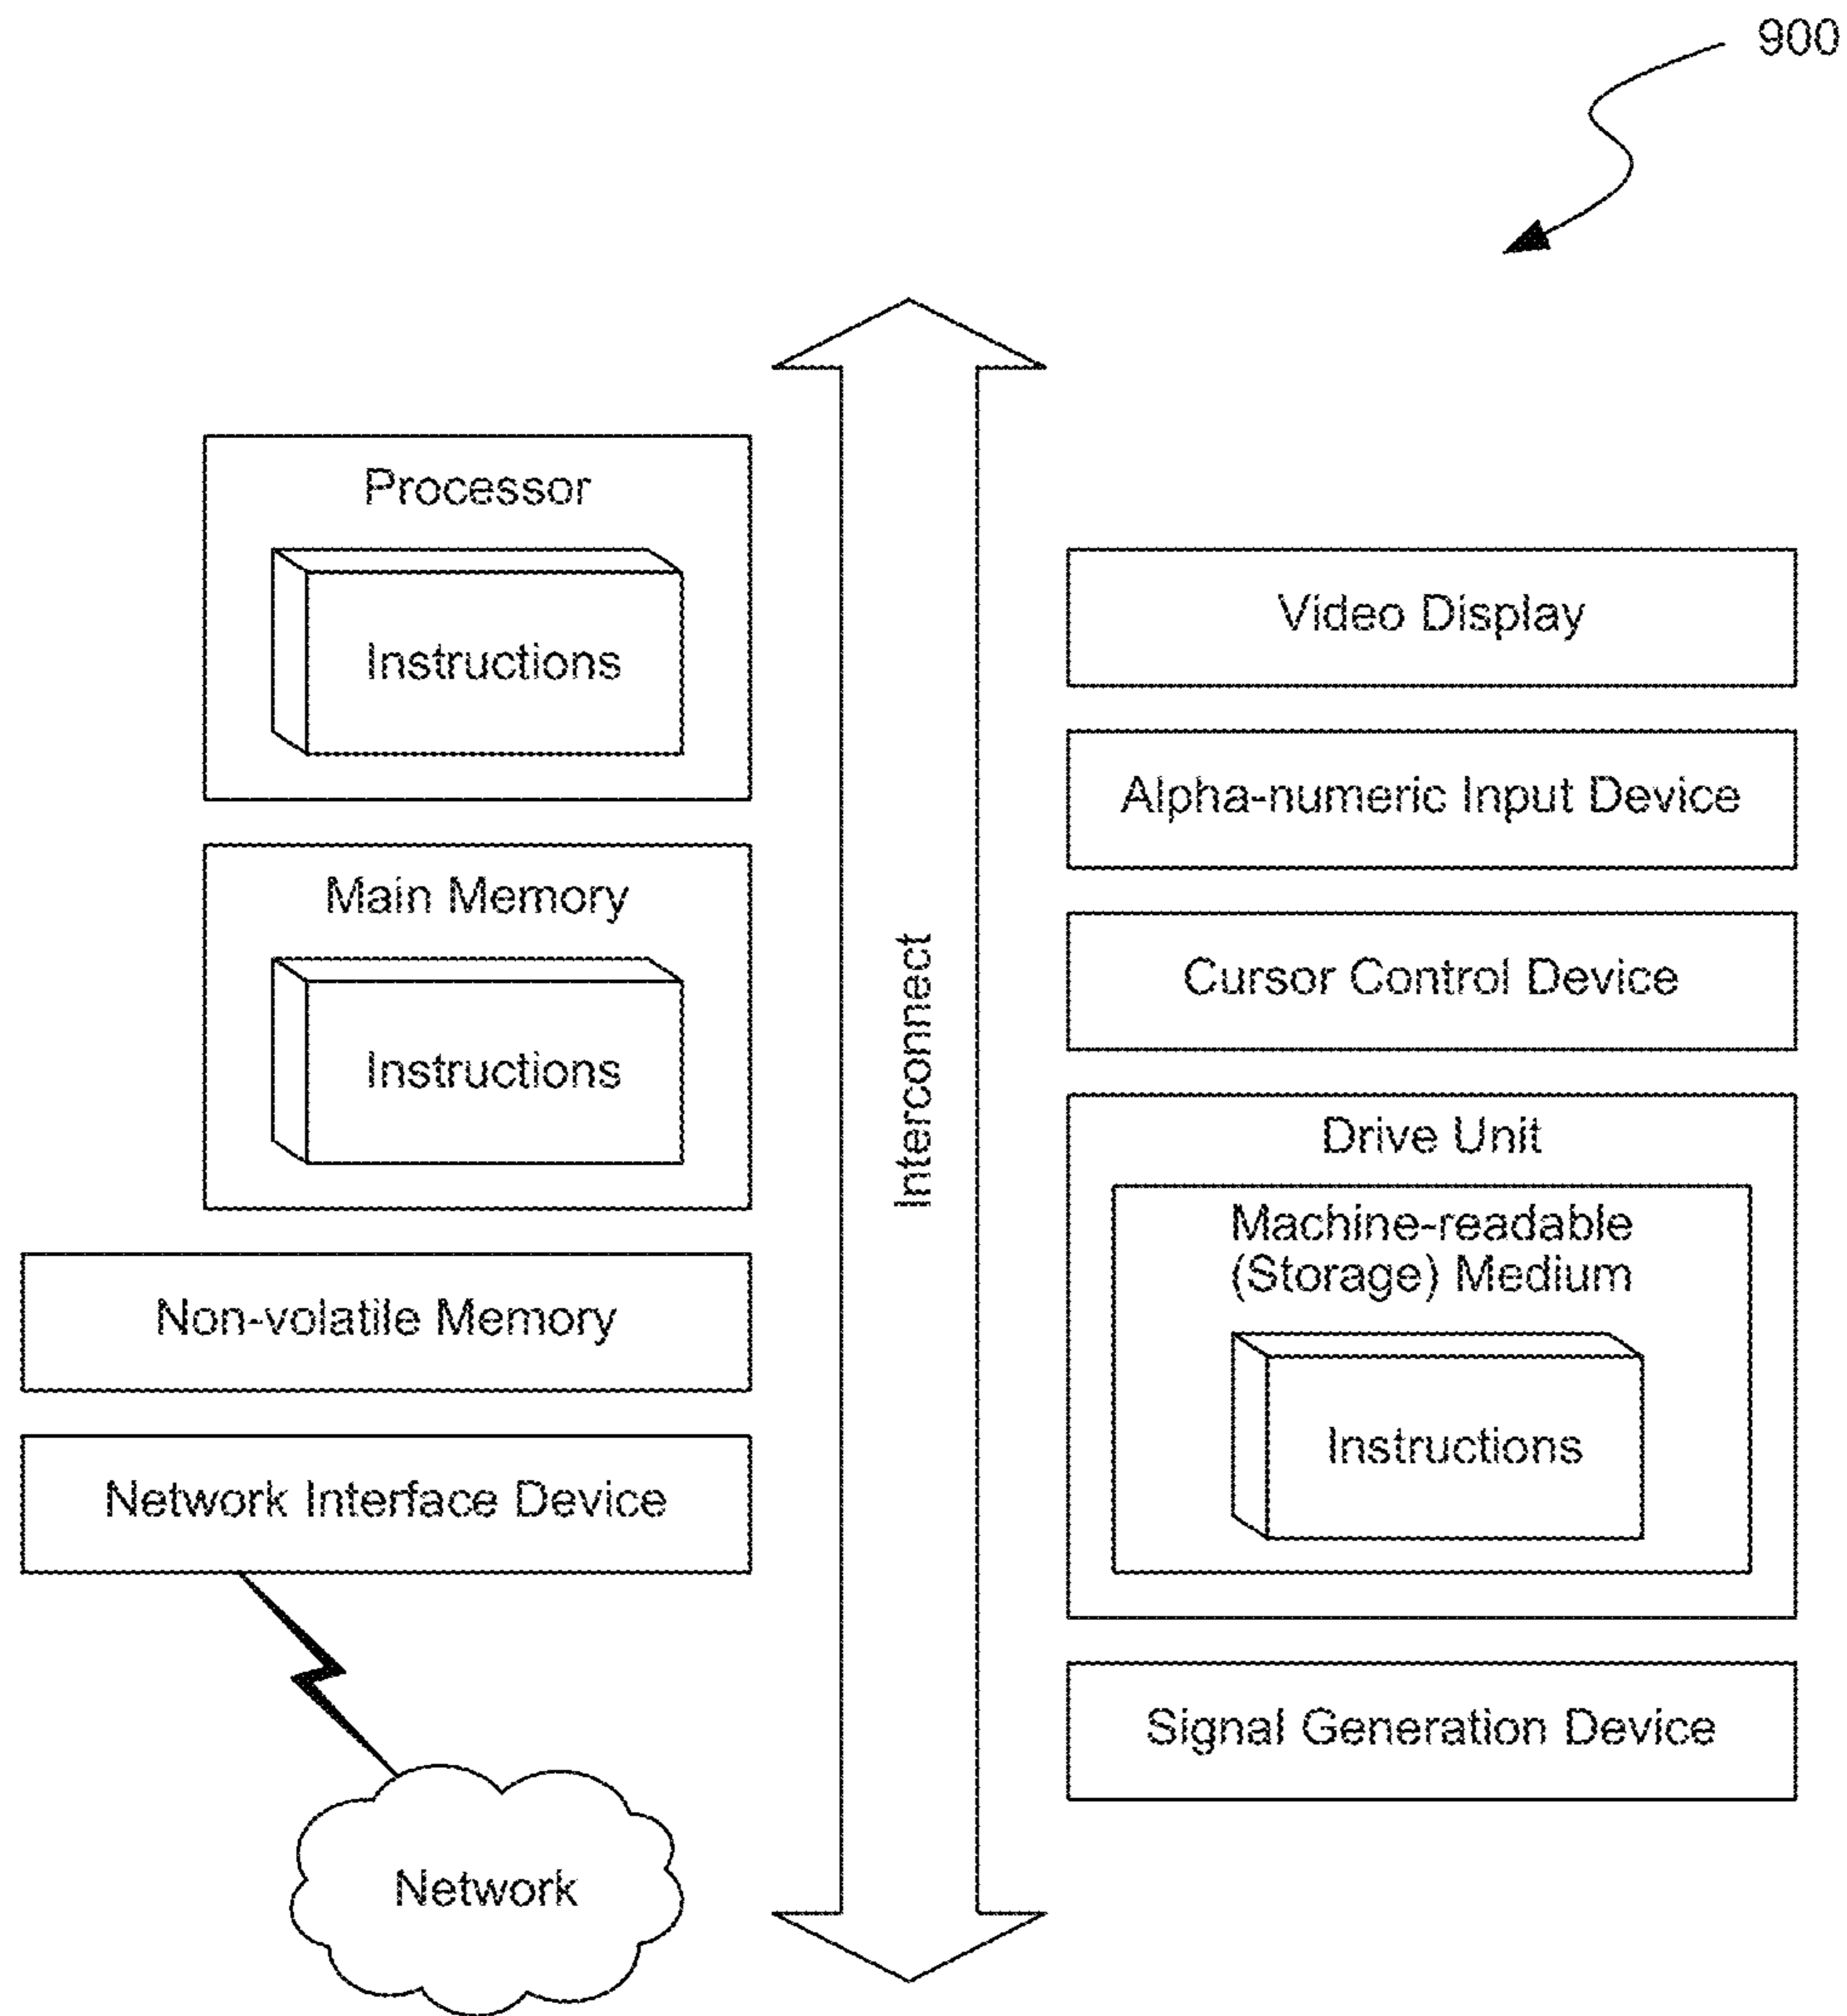 900
Processor
Instructions
Main Memory
Instructions
Non-volatile Memory
Network Interface Device
Network
Interconnect
Video Display
Alpha-numeric Input Device
Cursor Control Device
Drive Unit
Machine-readable
(Storage) Medium
Instructions
Signal Generation Device